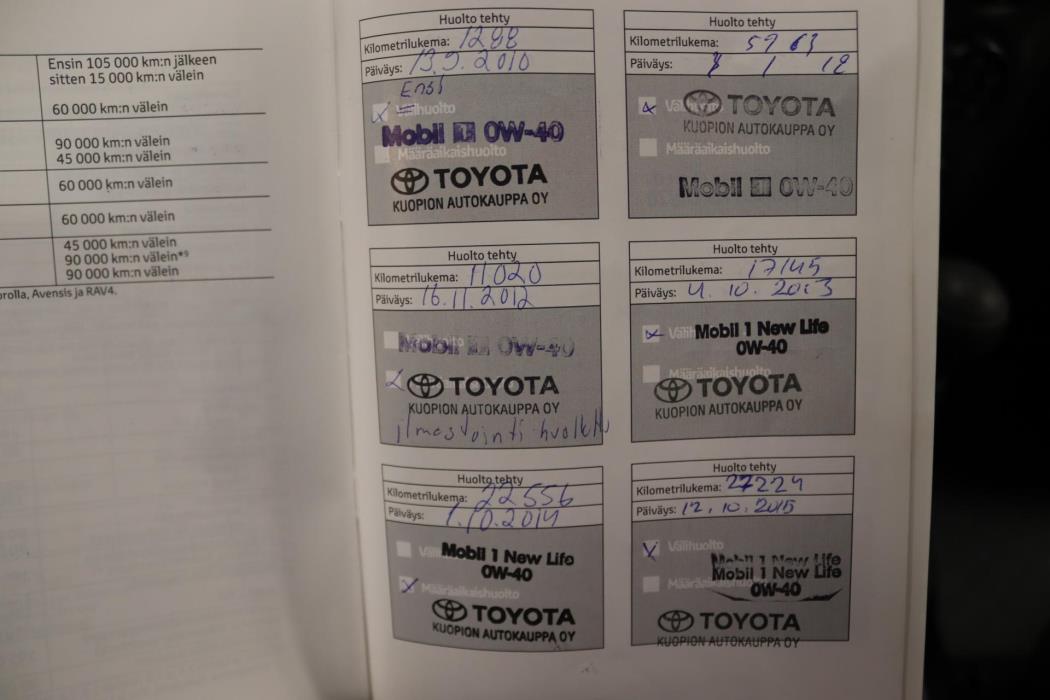 Ensin 105 000 km:n jälkeen
sitten 15 000 km:n välein
60 000 km:n välein
90 000 km:n välein
45 000 km:n välein
60 000 km:n välein
60 000 km:n välein
45 000 km:n välein
90 000 km:n välein*⁹
90 000 km:n välein
orolla, Avensis ja RAV4.
Huolto tehty
Kilometrilukema: 1288
Päiväys: 13.9.2010
Ensi
Välihuolto
Mobil 1 0W-40
Määräaikaishuolto
TOYOTA
KUOPION AUTOKAUPPA OY
Huolto tehty
Kilometrilukema: 5763
Päiväys: 1 12
Välihuolto
TOYOTA
KUOPION AUTOKAUPPA OY
Määräaikaishuolto
Mobil 1 0W-40
Huolto tehty
Kilometrilukema: 11020
Päiväys: 16.11.2012
Mobil 1 0W-40
TOYOTA
KUOPION AUTOKAUPPA OY
ilmastointi huollettu
Huolto tehty
Kilometrilukema: 17145
Päiväys: 4.10.2013
Mobil 1 New Life
0W-40
Määräaikaishuolto
TOYOTA
KUOPION AUTOKAUPPA OY
Huolto tehty
Kilometrilukema: 22556
Päiväys: 1.10.2014
Mobil 1 New Life
0W-40
Määräaikaishuolto
TOYOTA
KUOPION AUTOKAUPPA OY
Huolto tehty
Kilometrilukema: 27224
Päiväys: 12.10.2015
Välihuolto
Mobil 1 New Life
Mobil 1 New Life
Määräaikaishuolto
0W-40
TOYOTA
KUOPION AUTOKAUPPA OY